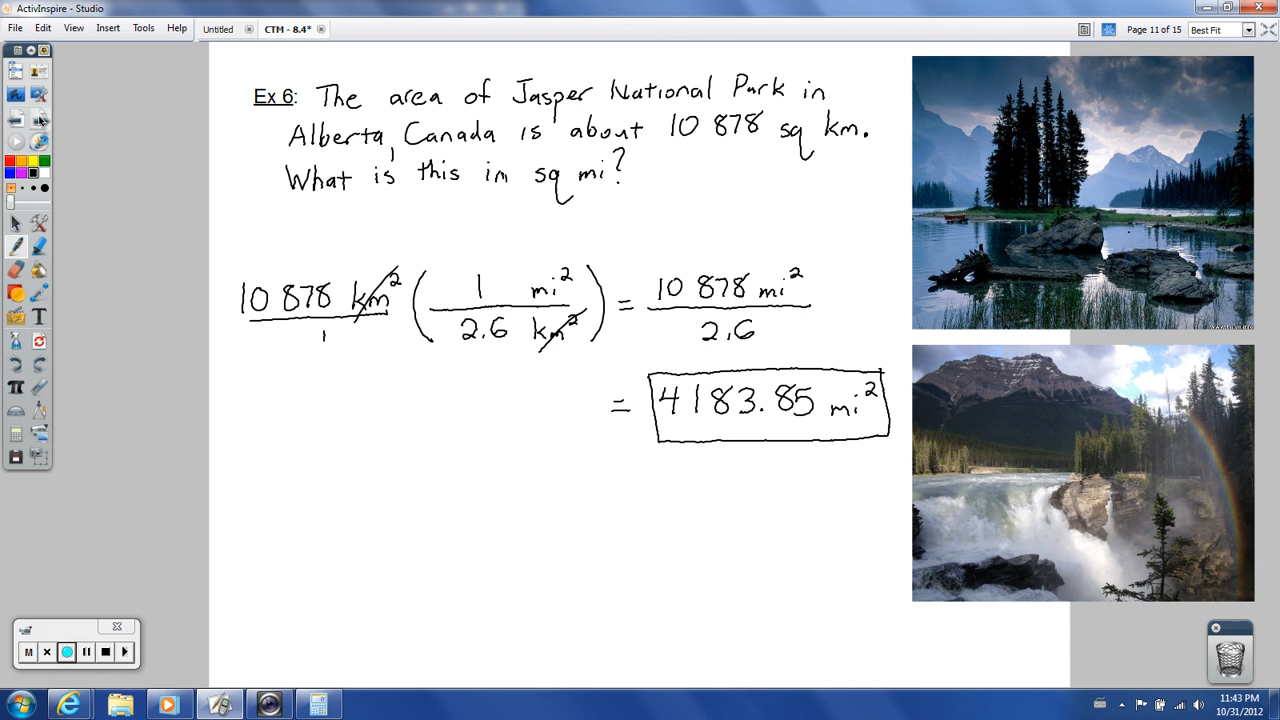 ActivInspire - Studio
File Edit View Insert Tools Help
Untitled
CTM - 8.4*
Page 11 of 15
Best Fit
Ex 6: The area of Jasper National Park in
Alberta, Canada is about 10 878 sq km.
What is this in sq mi?
10 878 km² / 1 ( 1 mi² / 2.6 km² ) = 10 878 mi² / 2.6
= 4183.85 mi²
T
M
11:43 PM
10/31/2012